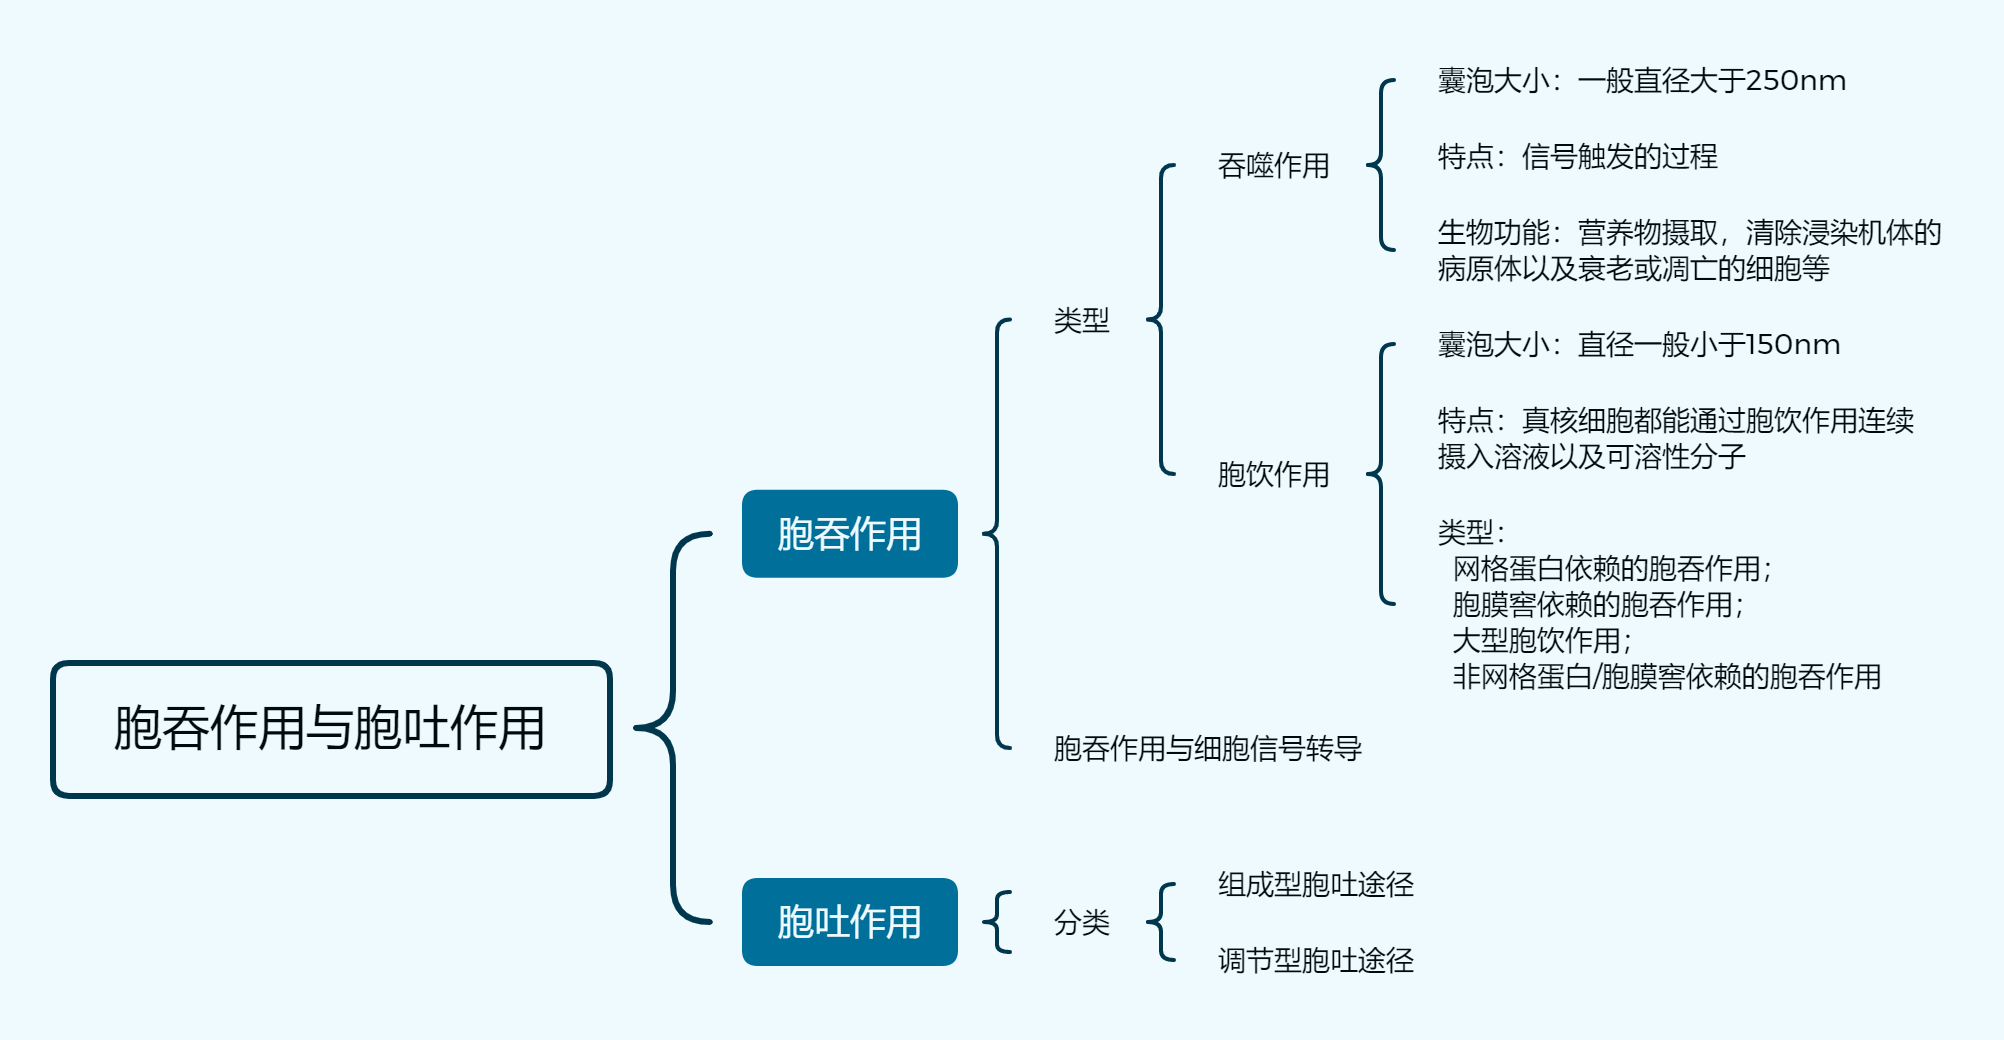 胞吞作用与胞吐作用
胞吞作用
类型
吞噬作用
囊泡大小：一般直径大于250nm
特点：信号触发的过程
生物功能：营养物摄取，清除浸染机体的
病原体以及衰老或凋亡的细胞等
胞饮作用
囊泡大小：直径一般小于150nm
特点：真核细胞都能通过胞饮作用连续
摄入溶液以及可溶性分子
类型：
网格蛋白依赖的胞吞作用；
胞膜窖依赖的胞吞作用；
大型胞饮作用；
非网格蛋白/胞膜窖依赖的胞吞作用
胞吞作用与细胞信号转导
胞吐作用
分类
组成型胞吐途径
调节型胞吐途径